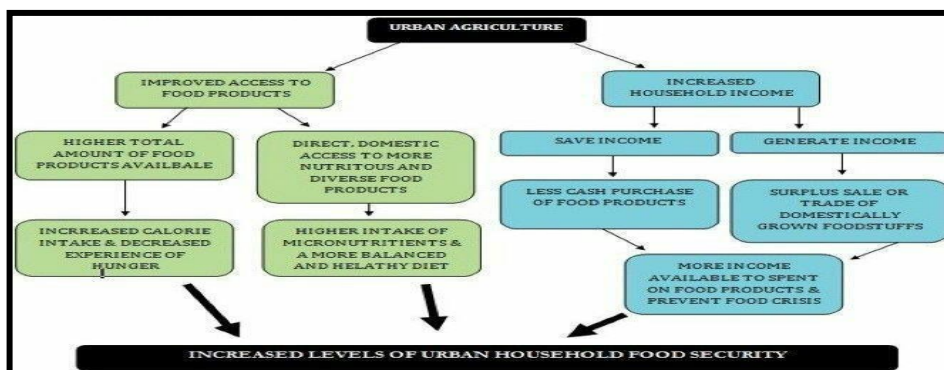 URBAN AGRICULTURE
IMPROVED ACCESS TO
FOOD PRODUCTS
INCREASED
HOUSEHOLD INCOME
HIGHER TOTAL
AMOUNT OF FOOD
PRODUCTS AVAILBALE
DIRECT, DOMESTIC
ACCESS TO MORE
NUTRITOUS AND
DIVERSE FOOD
PRODUCTS
SAVE INCOME
GENERATE INCOME
LESS CASH PURCHASE
OF FOOD PRODUCTS
SURPLUS SALE OR
TRADE OF
DOMESTICALLY
GROWN FOODSTUFFS
INCRREASED CALORIE
INTAKE & DECREASED
EXPERIENCE OF
HUNGER
HIGHER INTAKE OF
MICRONUTRITIENTS &
A MORE BALANCED
AND HELATHY DIET
MORE INCOME
AVAILABLE TO SPENT
ON FOOD PRODUCTS &
PREVENT FOOD CRISIS
INCREASED LEVELS OF URBAN HOUSEHOLD FOOD SECURITY